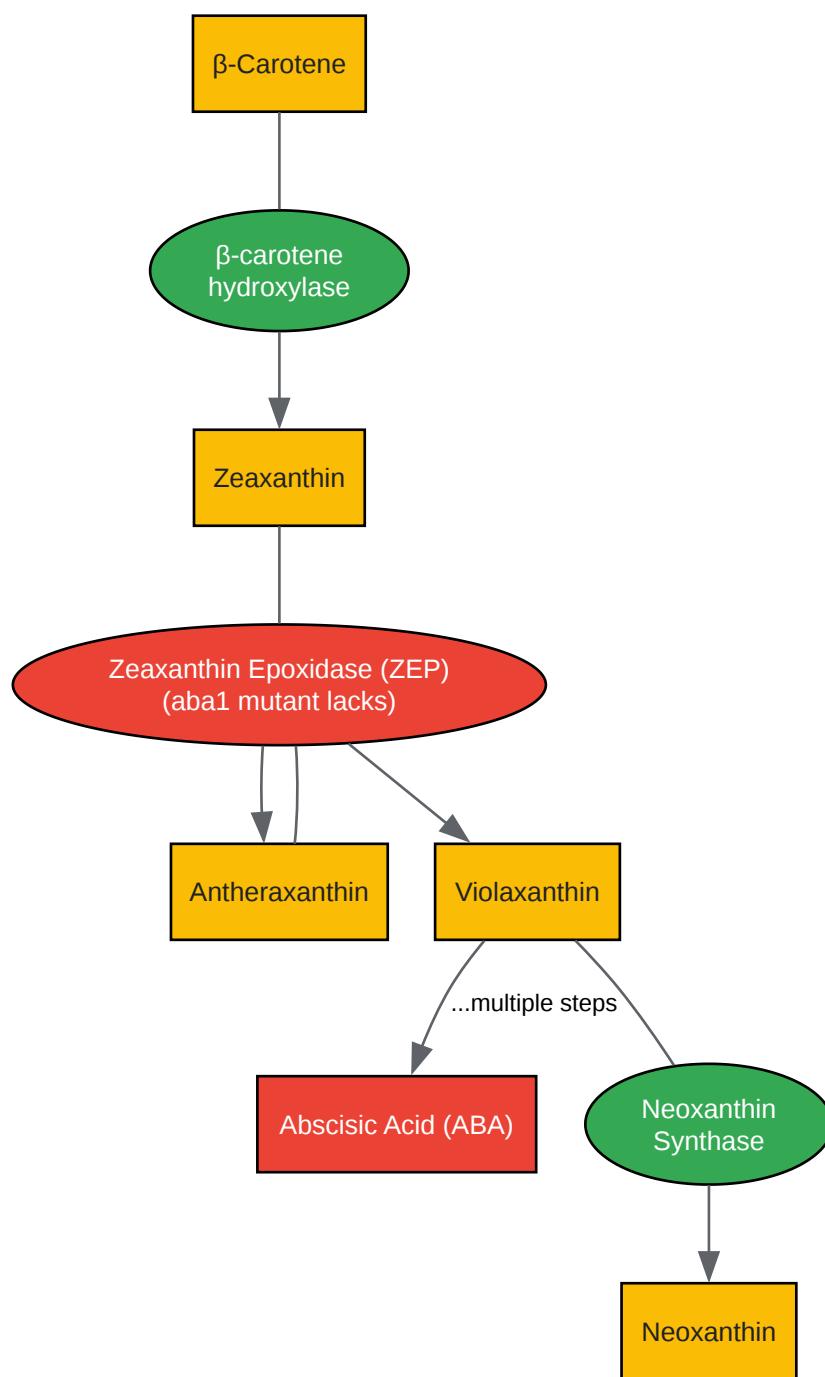 β-Carotene
β-carotene
hydroxylase
Zeaxanthin
Zeaxanthin Epoxidase (ZEP)
(aba1 mutant lacks)
Antheraxanthin
Violaxanthin
...multiple steps
Abscisic Acid (ABA)
Neoxanthin
Synthase
Neoxanthin